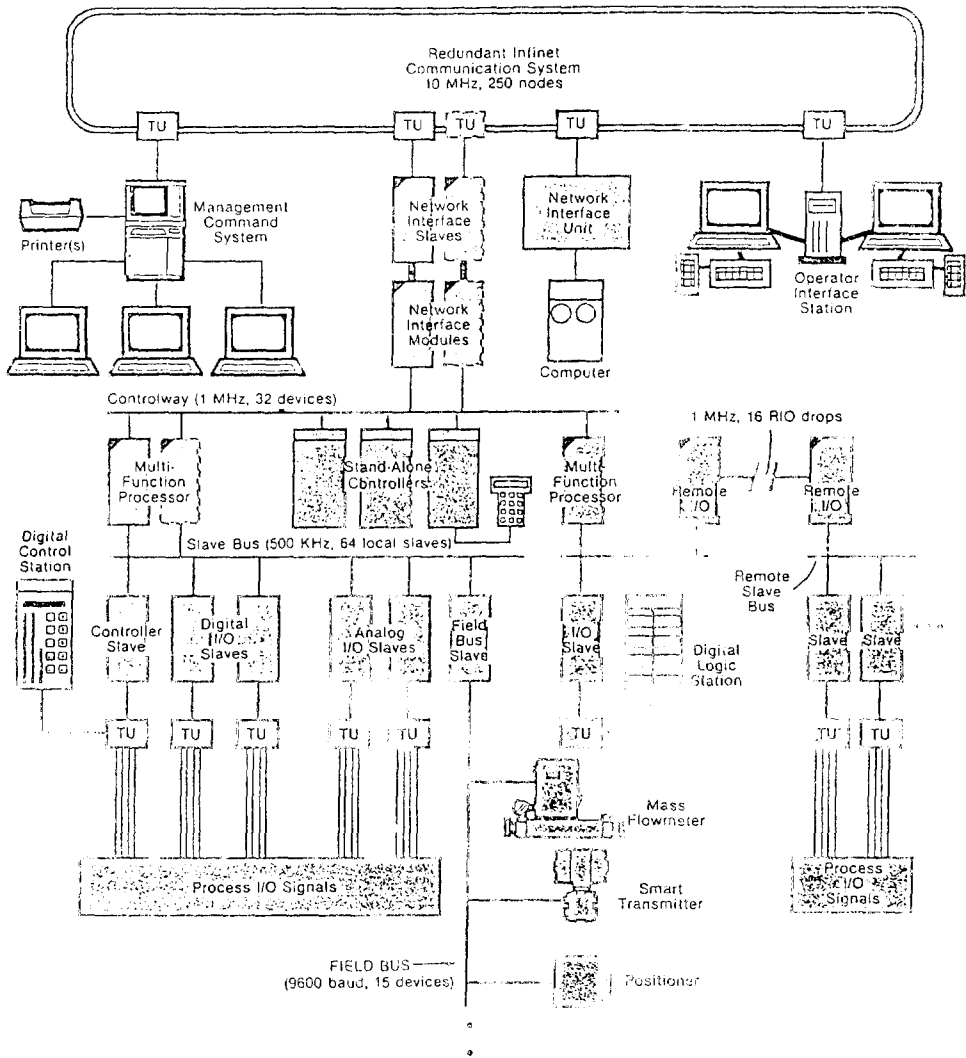 Redundant Infinet
Communication System
10 MHz, 250 nodes
TU
TU
TU
TU
TU
Printer(s)
Management
Command
System
Network
Interface
Slaves
Network
Interface
Unit
Operator
Interface
Station
Network
Interface
Modules
Computer
Controlway (1 MHz, 32 devices)
1 MHz, 16 RIO drops
Multi-
Function
Processor
Stand-Alone
Controllers
Multi-
Function
Processor
Remote
I/O
Remote
I/O
Slave Bus (500 KHz, 64 local slaves)
Digital
Control
Station
Remote
Slave
Bus
Controller
Slave
Digital
I/O
Slaves
Analog
I/O Slaves
Field
Bus
Slave
I/O
Slave
Digital
Logic
Station
Slave
Slave
TU
TU
TU
TU
TU
TU
TU
TU
Mass
Flowmeter
Process I/O Signals
Smart
Transmitter
Process
I/O
Signals
FIELD BUS
(9600 baud, 15 devices)
Positioner